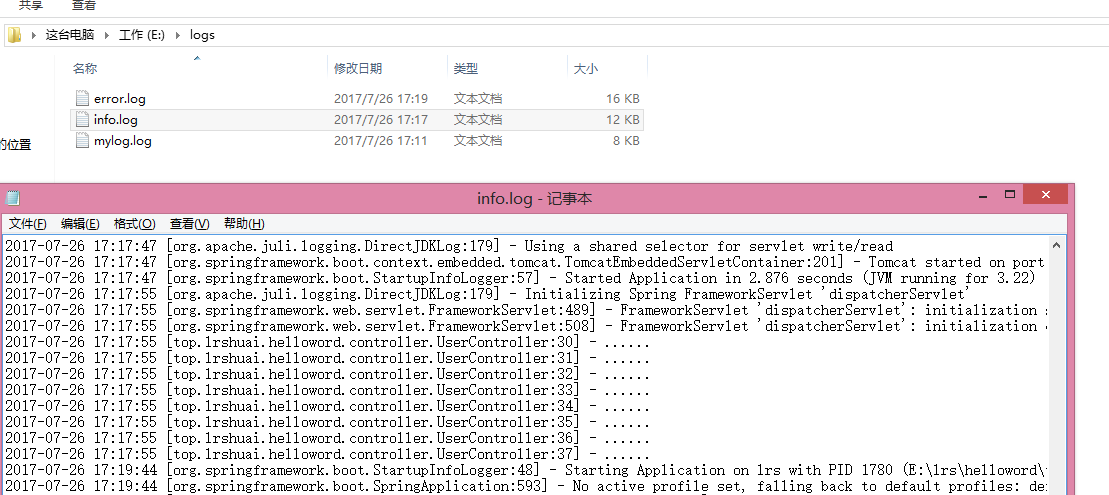 共享 查看
这台电脑 工作 (E:) logs
名称 修改日期 类型 大小
error.log 2017/7/26 17:19 文本文档 16 KB
info.log 2017/7/26 17:17 文本文档 12 KB
mylog.log 2017/7/26 17:11 文本文档 8 KB
的位置
info.log - 记事本
文件(F) 编辑(E) 格式(O) 查看(V) 帮助(H)
2017-07-26 17:17:47 [org.apache.juli.logging.DirectJDKLog:179] - Using a shared selector for servlet write/read
2017-07-26 17:17:47 [org.springframework.boot.context.embedded.tomcat.TomcatEmbeddedServletContainer:201] - Tomcat started on port
2017-07-26 17:17:47 [org.springframework.boot.StartupInfoLogger:57] - Started Application in 2.876 seconds (JVM running for 3.22)
2017-07-26 17:17:55 [org.apache.juli.logging.DirectJDKLog:179] - Initializing Spring FrameworkServlet 'dispatcherServlet'
2017-07-26 17:17:55 [org.springframework.web.servlet.FrameworkServlet:489] - FrameworkServlet 'dispatcherServlet': initialization s
2017-07-26 17:17:55 [org.springframework.web.servlet.FrameworkServlet:508] - FrameworkServlet 'dispatcherServlet': initialization
2017-07-26 17:17:55 [top.lrshuai.helloword.controller.UserController:30] - ......
2017-07-26 17:17:55 [top.lrshuai.helloword.controller.UserController:31] - ......
2017-07-26 17:17:55 [top.lrshuai.helloword.controller.UserController:32] - ......
2017-07-26 17:17:55 [top.lrshuai.helloword.controller.UserController:33] - ......
2017-07-26 17:17:55 [top.lrshuai.helloword.controller.UserController:34] - ......
2017-07-26 17:17:55 [top.lrshuai.helloword.controller.UserController:35] - ......
2017-07-26 17:17:55 [top.lrshuai.helloword.controller.UserController:36] - ......
2017-07-26 17:17:55 [top.lrshuai.helloword.controller.UserController:37] - ......
2017-07-26 17:19:44 [org.springframework.boot.StartupInfoLogger:48] - Starting Application on lrs with PID 1780 (E:\lrs\helloword\
2017-07-26 17:19:44 [org.springframework.boot.SpringApplication:593] - No active profile set, falling back to default profiles: de